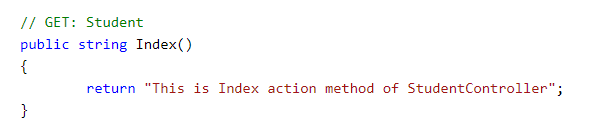 // GET: Student
public string Index()
{
        return "This is Index action method of StudentController";
}